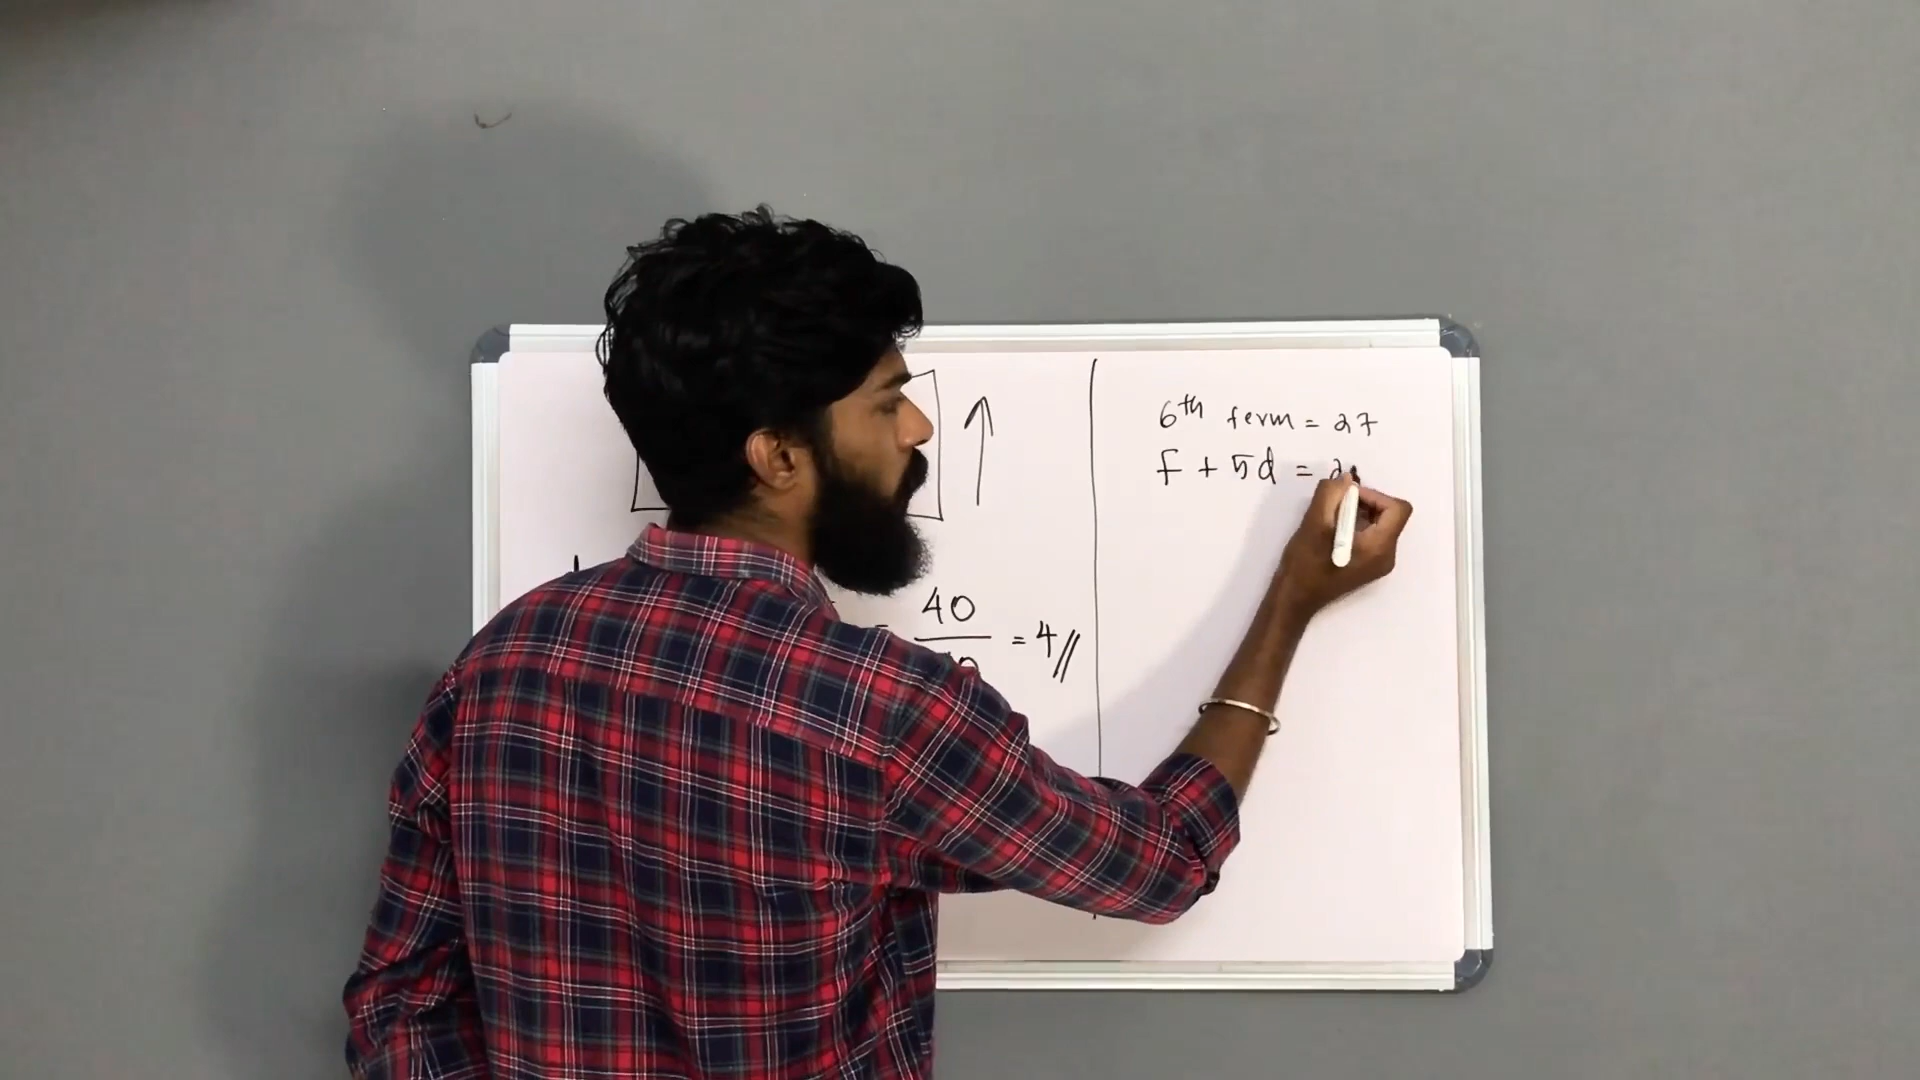 = 40 = 4//
6th term = 27
f + 5d = 2